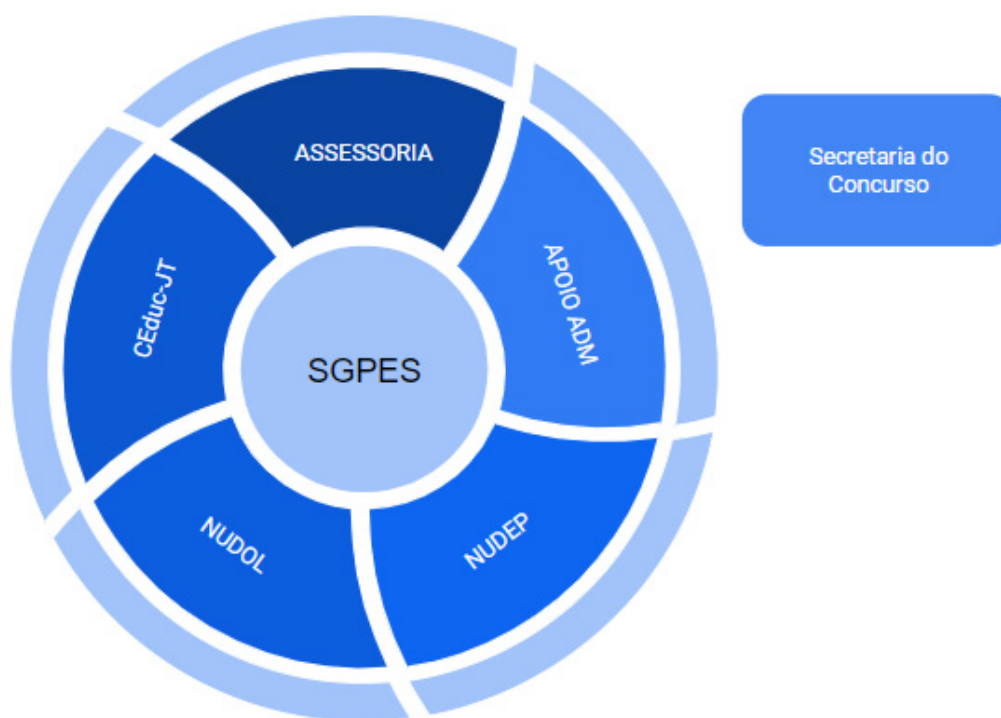 ASSESSORIA
Secretaria do
Concurso
APOIO ADM
CEduc-JT
SGPES
NUDOL
NUDEP